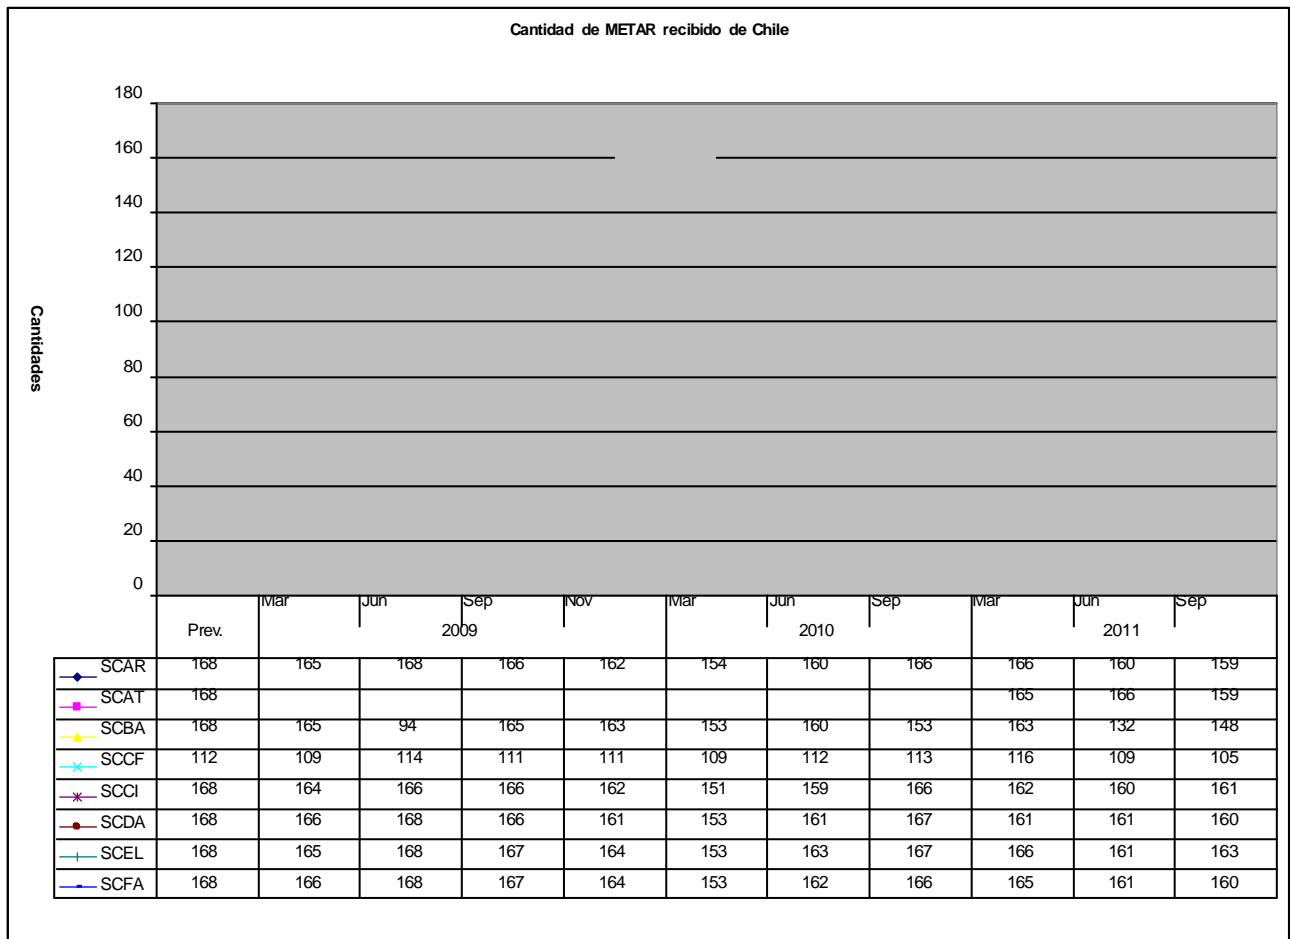 Cantidad de METAR recibido de Chile
180
160
140
120
100
80
60
40
20
0
Cantidades
Mar Jun Sep Nov Mar Jun Sep Mar Jun Sep
Prev. 2009 2010 2011
SCAR 168 165 168 166 162 154 160 166 166 160 159
SCAT 168 165 166 159
SCBA 168 165 94 165 163 153 160 153 163 132 148
SCCF 112 109 114 111 111 109 112 113 116 109 105
SCCI 168 164 166 166 162 151 159 166 162 160 161
SCDA 168 166 168 166 161 153 161 167 161 161 160
SCEL 168 165 168 167 164 153 163 167 166 161 163
SCFA 168 166 168 167 164 153 162 166 165 161 160